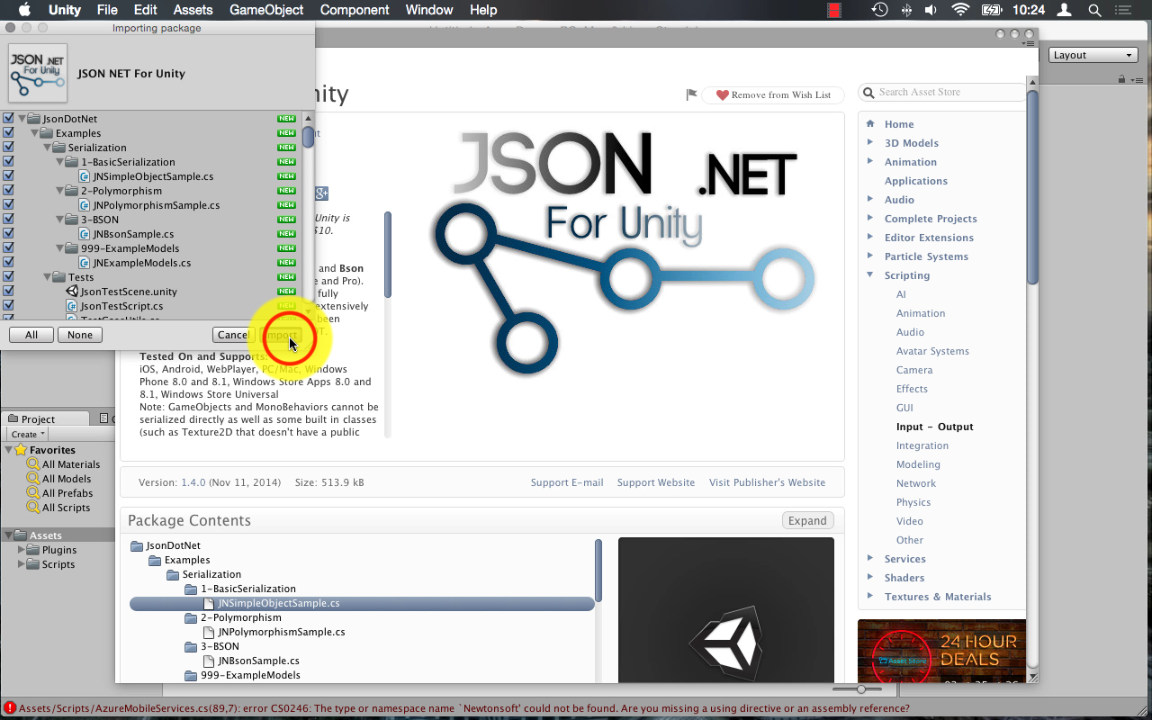 Unity File Edit Assets GameObject Component Window Help 10:24
Importing package
JSON .NET
For Unity
JSON NET For Unity
JsonDotNet NEW
Examples NEW
Serialization NEW
1-BasicSerialization NEW
JNSimpleObjectSample.cs NEW
2-Polymorphism NEW
JNPolymorphismSample.cs NEW
3-BSON NEW
JNBsonSample.cs NEW
999-ExampleModels NEW
JNExampleModels.cs NEW
Tests NEW
JsonTestScene.unity NEW
JsonTestScript.cs
All None Cancel Import
Layout
ity
Remove from Wish List
Search Asset Store
g+
Unity is
$10.
and Bson
e and Pro).
fully
extensively
been
Tested On and Supports:
iOS, Android, WebPlayer, PC/Mac, Windows
Phone 8.0 and 8.1, Windows Store Apps 8.0 and
8.1, Windows Store Universal
Note: GameObjects and MonoBehaviors cannot be
serialized directly as well as some built in classes
(such as Texture2D that doesn't have a public
JSON .NET
For Unity
Home
3D Models
Animation
Applications
Audio
Complete Projects
Editor Extensions
Particle Systems
Scripting
AI
Animation
Audio
Avatar Systems
Camera
Effects
GUI
Input - Output
Integration
Modeling
Network
Physics
Video
Other
Services
Shaders
Textures & Materials
24 HOUR
DEALS
Asset Store
Version: 1.4.0 (Nov 11, 2014) Size: 513.9 kB Support E-mail Support Website Visit Publisher's Website
Package Contents Expand
JsonDotNet
Examples
Serialization
1-BasicSerialization
JNSimpleObjectSample.cs
2-Polymorphism
JNPolymorphismSample.cs
3-BSON
JNBsonSample.cs
999-ExampleModels
Project
Create
Favorites
All Materials
All Models
All Prefabs
All Scripts
Assets
Plugins
Scripts
Assets/Scripts/AzureMobileServices.cs(89,7): error CS0246: The type or namespace name `Newtonsoft' could not be found. Are you missing a using directive or an assembly reference?